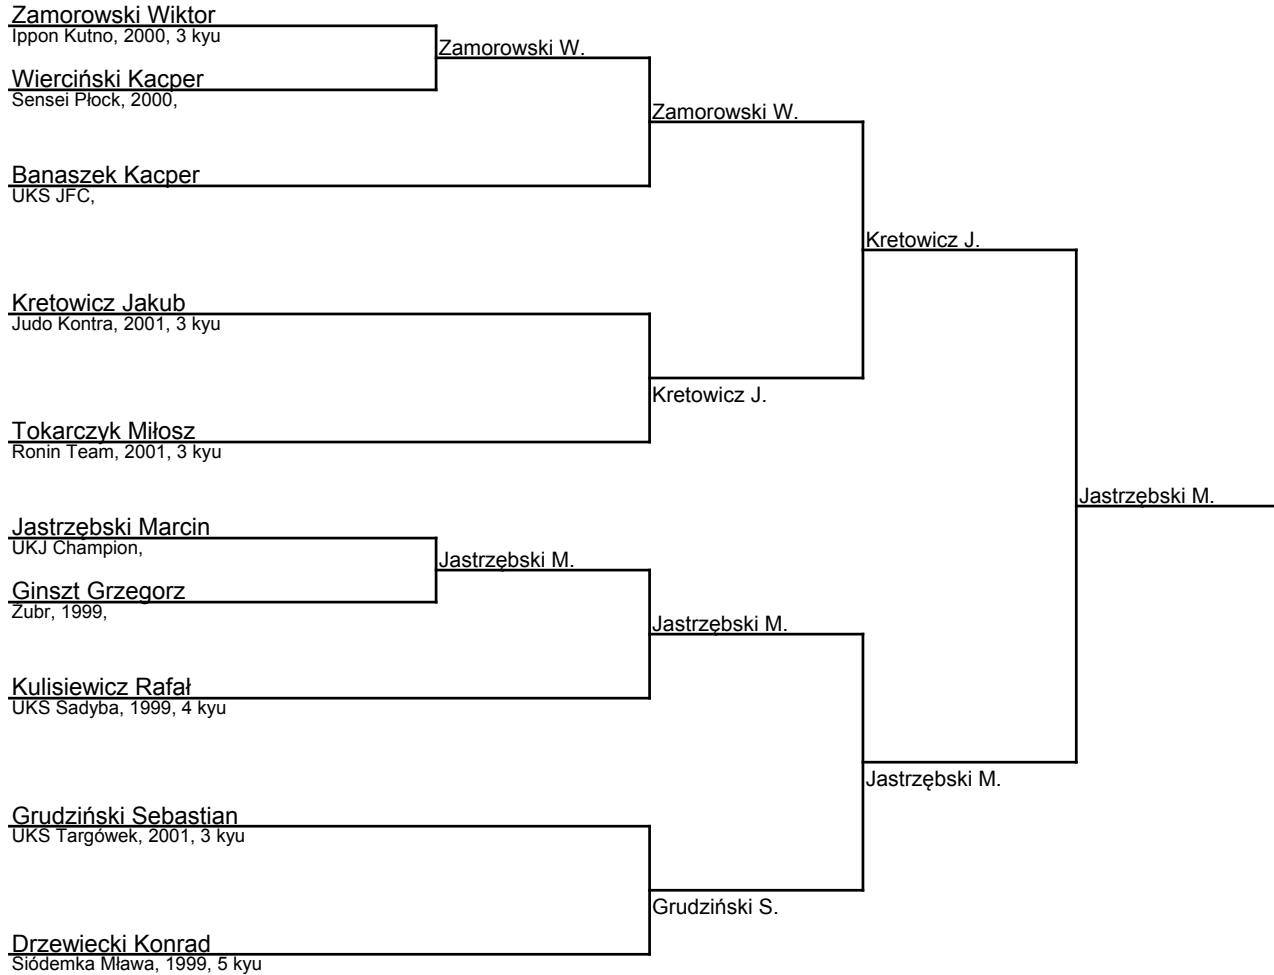 Zamorowski Wiktor
Ippon Kutno, 2000, 3 kyu
Zamorowski W.
Wierciński Kacper
Sensei Płock, 2000,
Zamorowski W.
Banaszek Kacper
UKS JFC,
Kretowicz J.
Kretowicz Jakub
Judo Kontra, 2001, 3 kyu
Kretowicz J.
Tokarczyk Miłosz
Ronin Team, 2001, 3 kyu
Jastrzębski M.
Jastrzębski Marcin
UKJ Champion,
Jastrzębski M.
Ginszt Grzegorz
Żubr, 1999,
Jastrzębski M.
Kulisiewicz Rafał
UKS Sadyba, 1999, 4 kyu
Jastrzębski M.
Grudziński Sebastian
UKS Targówek, 2001, 3 kyu
Grudziński S.
Drzewiecki Konrad
Siódemka Mława, 1999, 5 kyu